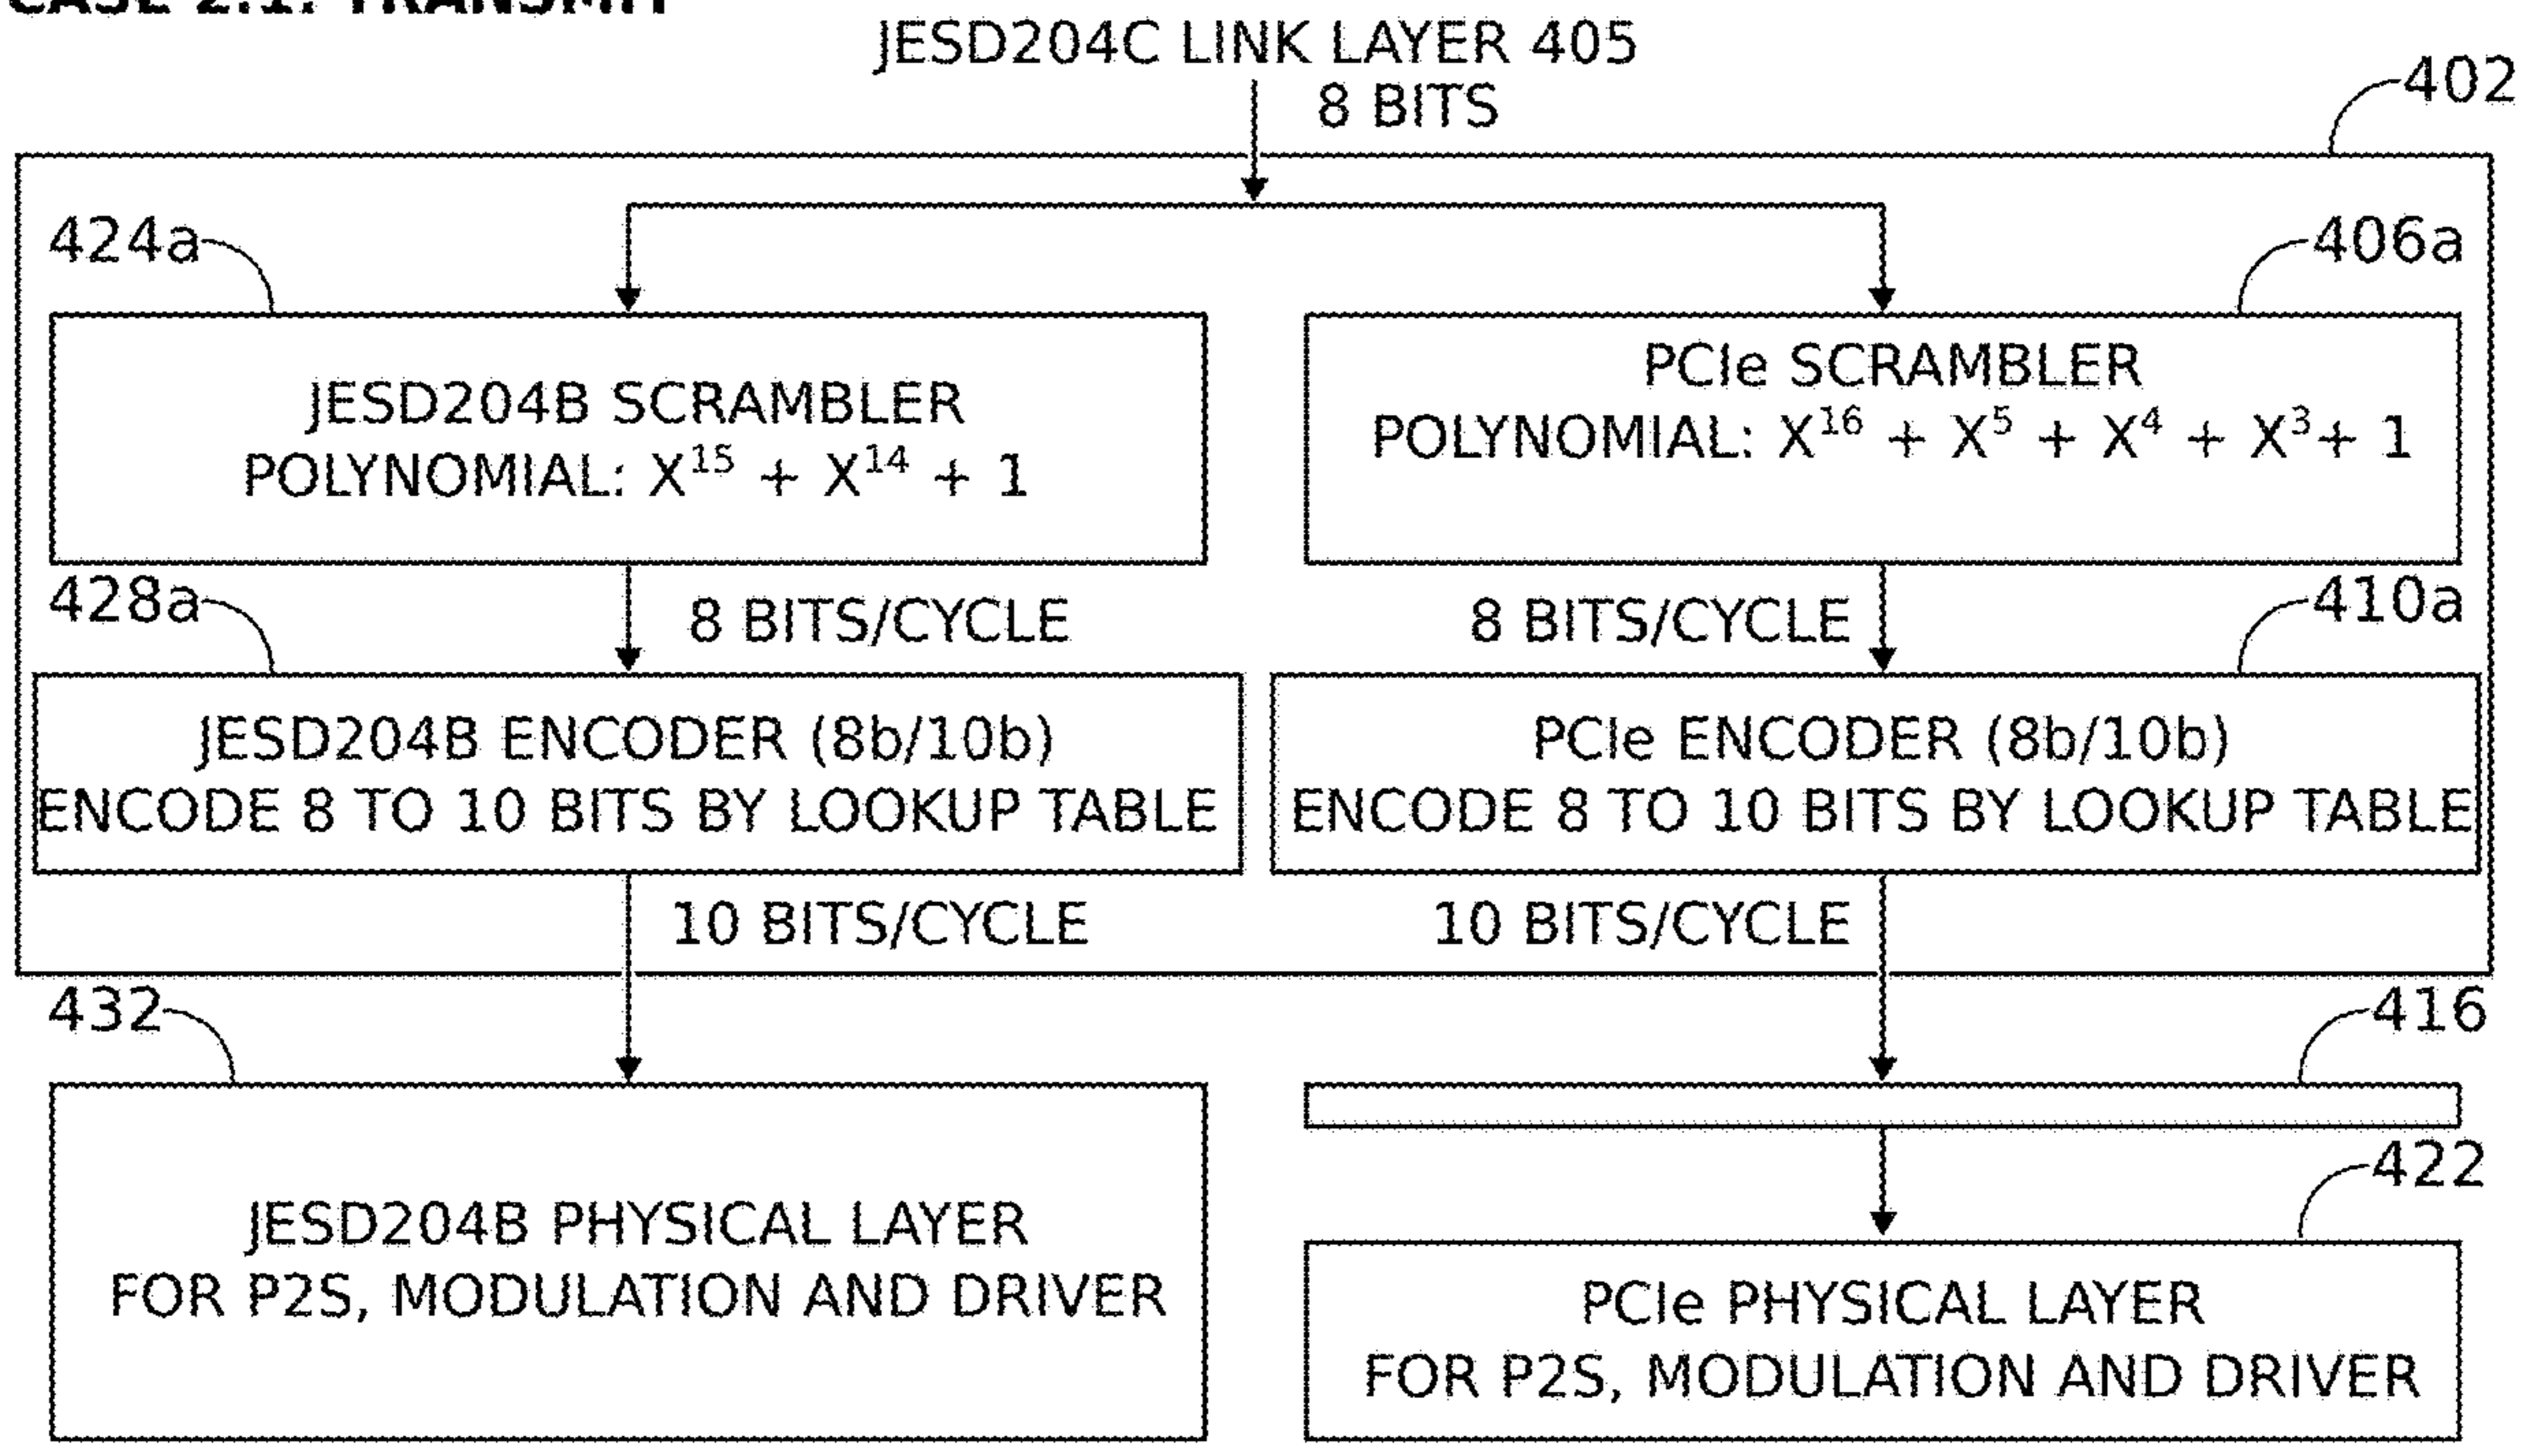 CASE 2.1: TRANSMIT
JESD204C LINK LAYER 405
8 BITS
402
424a
406a
JESD204B SCRAMBLER
POLYNOMIAL: X¹⁵ + X¹⁴ + 1
PCIe SCRAMBLER
POLYNOMIAL: X¹⁶ + X⁵ + X⁴ + X³+ 1
428a
8 BITS/CYCLE
8 BITS/CYCLE
410a
JESD204B ENCODER (8b/10b)
ENCODE 8 TO 10 BITS BY LOOKUP TABLE
PCIe ENCODER (8b/10b)
ENCODE 8 TO 10 BITS BY LOOKUP TABLE
10 BITS/CYCLE
10 BITS/CYCLE
432
416
422
JESD204B PHYSICAL LAYER
FOR P2S, MODULATION AND DRIVER
PCIe PHYSICAL LAYER
FOR P2S, MODULATION AND DRIVER